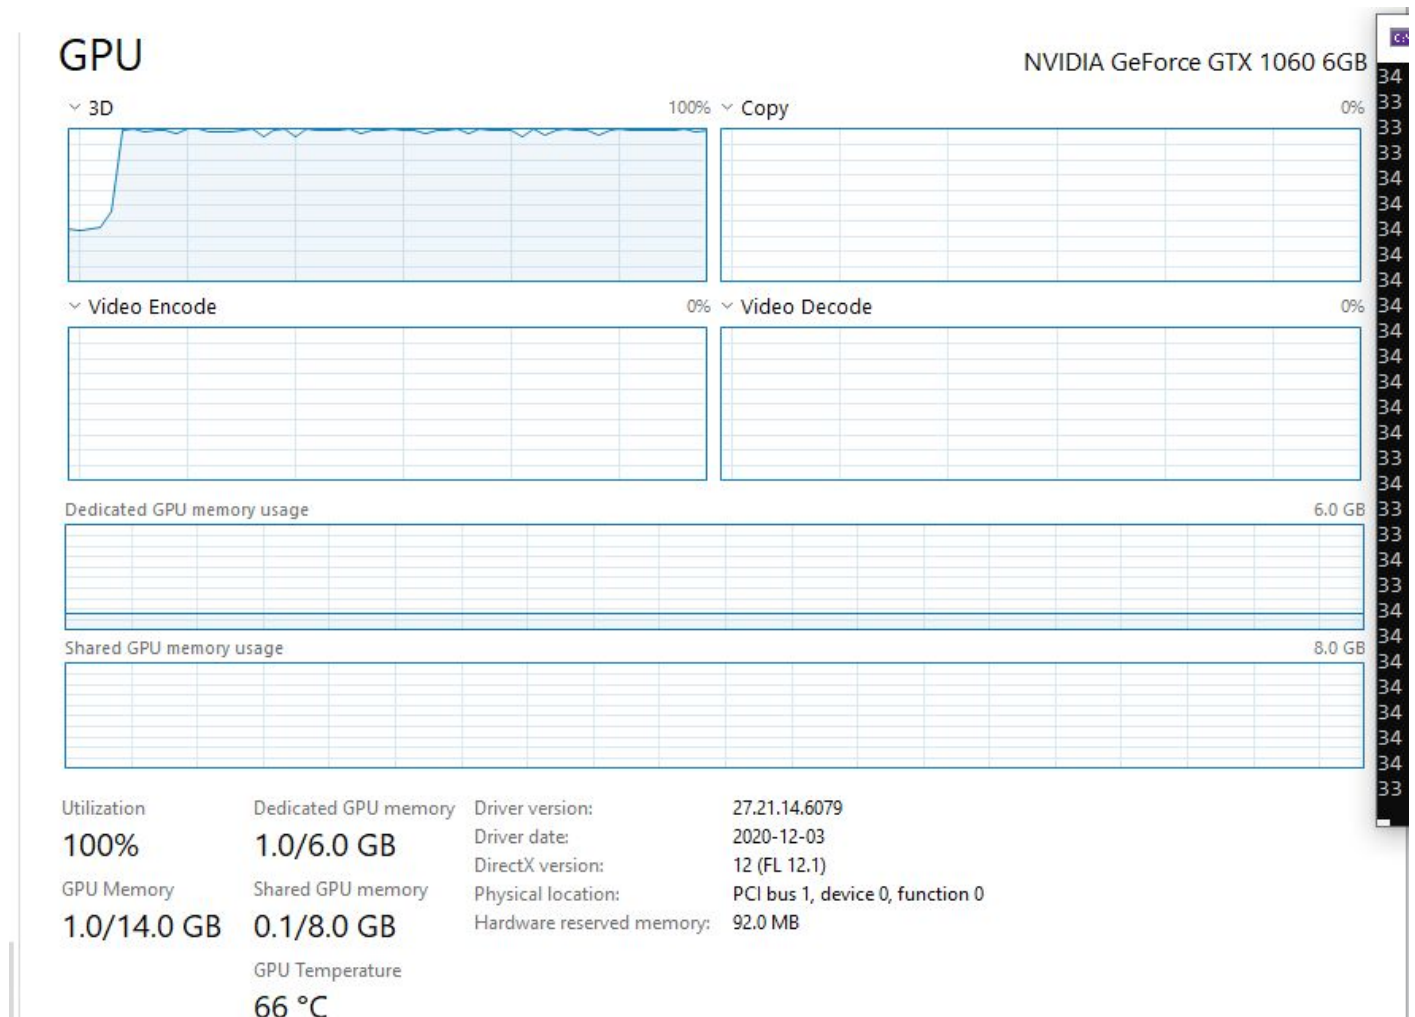 GPU
NVIDIA GeForce GTX 1060 6GB
3D 100%
Copy 0%
Video Encode 0%
Video Decode 0%
Dedicated GPU memory usage 6.0 GB
Shared GPU memory usage 8.0 GB
Utilization
100%
Dedicated GPU memory
1.0/6.0 GB
GPU Memory
1.0/14.0 GB
Shared GPU memory
0.1/8.0 GB
GPU Temperature
66 °C
Driver version: 27.21.14.6079
Driver date: 2020-12-03
DirectX version: 12 (FL 12.1)
Physical location: PCI bus 1, device 0, function 0
Hardware reserved memory: 92.0 MB
34
33
33
33
34
34
34
34
34
34
34
34
34
34
34
33
34
33
33
34
33
34
34
34
34
34
34
34
33